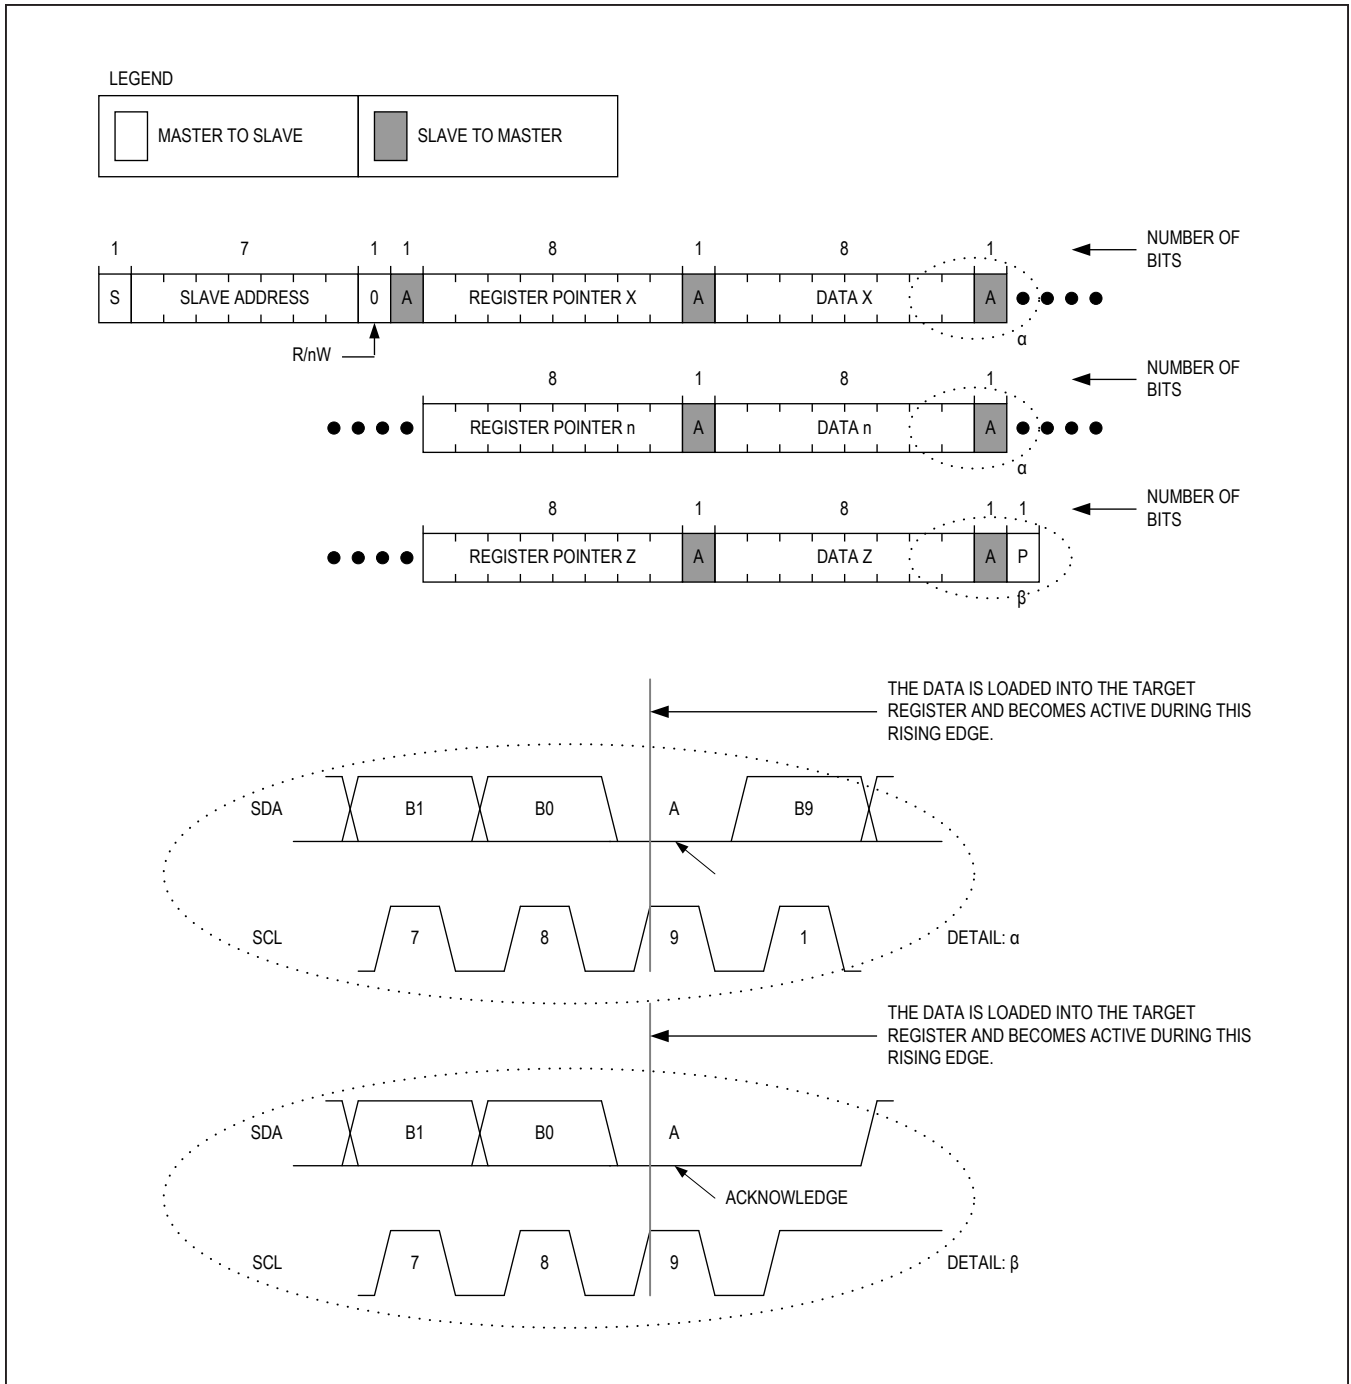 LEGEND
MASTER TO SLAVE
SLAVE TO MASTER
1 7 1 1 8 1 8 1
NUMBER OF
BITS
S SLAVE ADDRESS 0 A REGISTER POINTER X A DATA X A
α
R/nW
8 1 8 1
NUMBER OF
BITS
REGISTER POINTER n A DATA n A
α
8 1 8 1 1
NUMBER OF
BITS
REGISTER POINTER Z A DATA Z A P
β
THE DATA IS LOADED INTO THE TARGET
REGISTER AND BECOMES ACTIVE DURING THIS
RISING EDGE.
SDA B1 B0 A B9
SCL 7 8 9 1 DETAIL: α
THE DATA IS LOADED INTO THE TARGET
REGISTER AND BECOMES ACTIVE DURING THIS
RISING EDGE.
SDA B1 B0 A
ACKNOWLEDGE
SCL 7 8 9 DETAIL: β